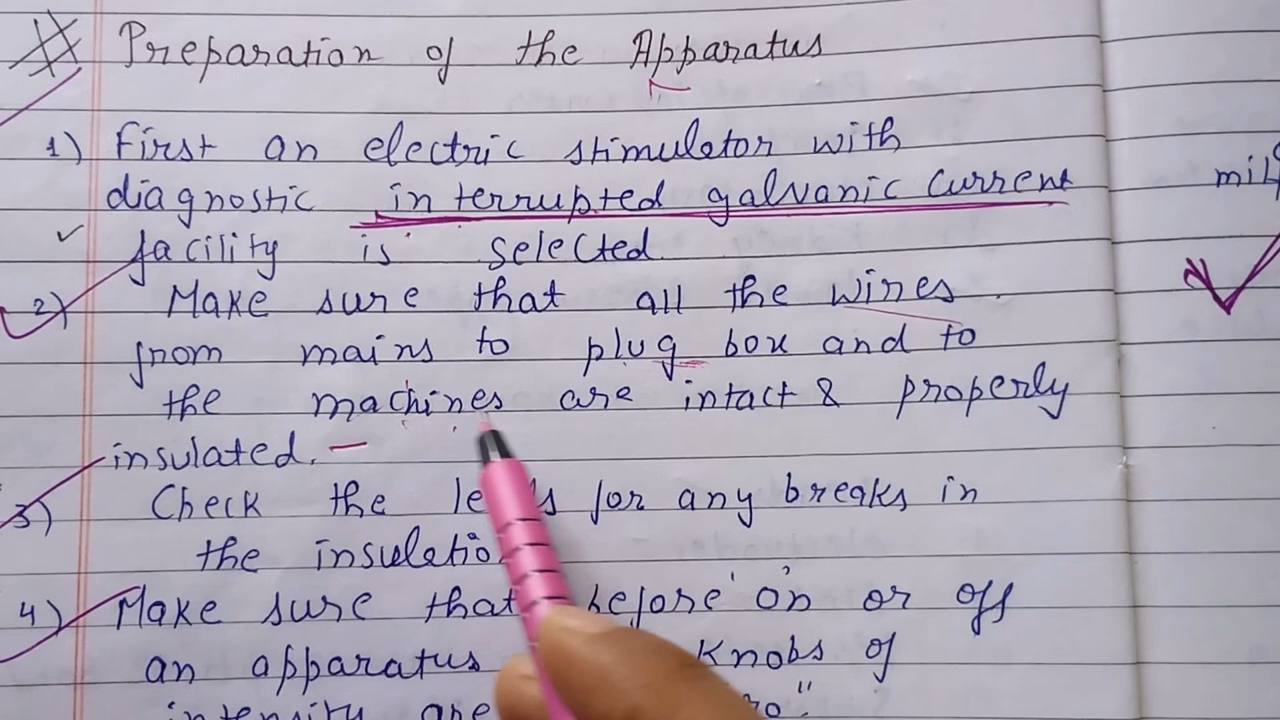 # Preparation of the Apparatus
1) First an electric stimulator with
diagnostic interrupted galvanic current
facility is selected.
2) Make sure that all the wires
from mains to plug box and to
the machines are intact & properly
insulated.
3) Check the for any breaks in
the
4) Make sure that before 'on' or off
an apparatus Knobs of
intensity are